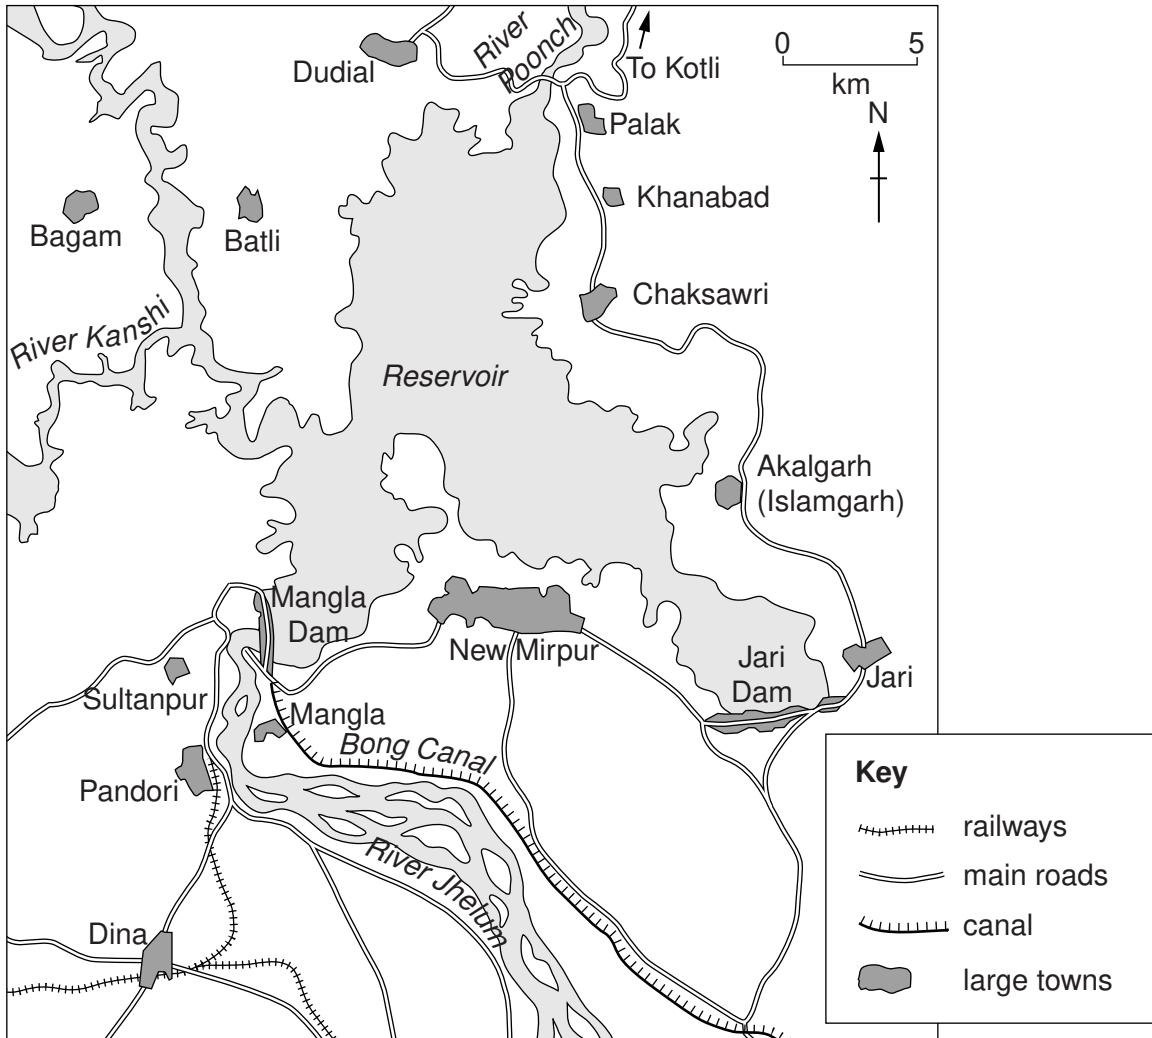 River
Poonch
0 5
km
N
Dudial
To Kotli
Palak
Khanabad
Bagam
Batli
Chaksawri
River Kanshi
Reservoir
Akalgarh
(Islamgarh)
Mangla
Dam
New Mirpur
Jari
Dam
Jari
Sultanpur
Mangla
Bong Canal
Pandori
River Jhelum
Dina
Key
railways
main roads
canal
large towns